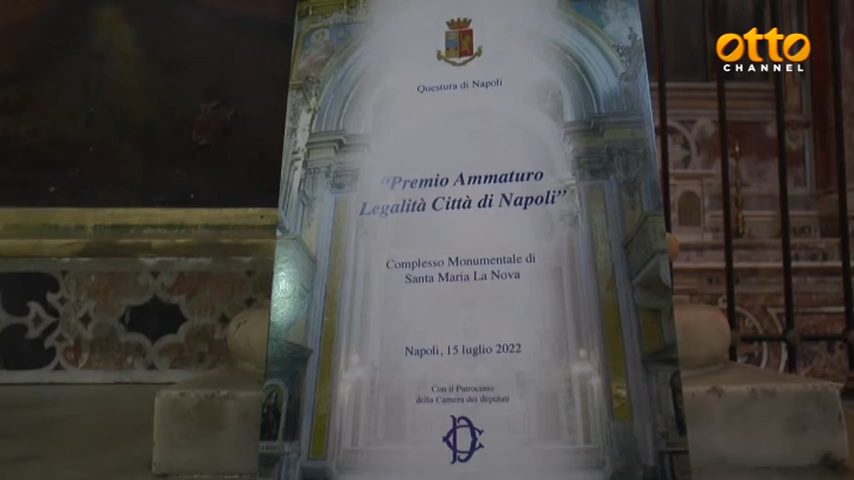 otto
CHANNEL
Questura di Napoli
“Premio Ammaturo
Legalità Città di Napoli”
Complesso Monumentale di
Santa Maria La Nova
Napoli, 15 luglio 2022
Con il Patrocinio
della Camera dei deputati